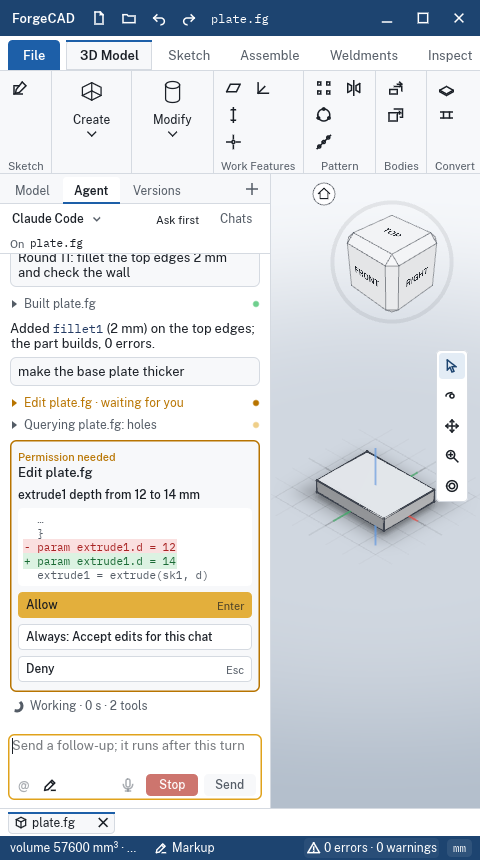 ForgeCAD plate.fg
File 3D Model Sketch Assemble Weldments Inspect
Create Modify
Sketch Work Features Pattern Bodies Convert
Model Agent Versions
Claude Code Ask first Chats
On plate.fg
Round 11: fillet the top edges 2 mm
and check the wall
Built plate.fg
Added fillet1 (2 mm) on the top edges;
the part builds, 0 errors.
make the base plate thicker
Edit plate.fg · waiting for you
Querying plate.fg: holes
Permission needed
Edit plate.fg
extrude1 depth from 12 to 14 mm
…
}
- param extrude1.d = 12
+ param extrude1.d = 14
extrude1 = extrude(sk1, d)
Allow Enter
Always: Accept edits for this chat
Deny Esc
Working · 0 s · 2 tools
Send a follow-up; it runs after this turn
@ Stop Send
TOP
FRONT RIGHT
plate.fg
volume 57600 mm³ · ... Markup 0 errors · 0 warnings mm